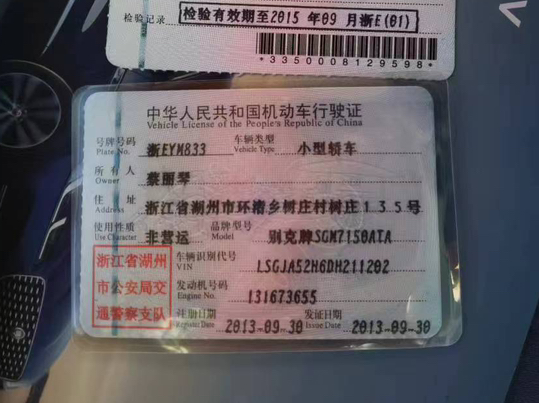 检验记录 检验有效期至2015年09月浙E(01)
*3350008129598*
中华人民共和国机动车行驶证
Vehicle License of the People's Republic of China
号牌号码 浙EYM833 车辆类型 小型轿车
Plate No. Vehicle Type
所有人 蔡丽琴
Owner
住址 浙江省湖州市环渚乡树庄村树庄135号
Address
使用性质 非营运 品牌型号 别克牌SGM7150ATA
Use Character Model
浙江省湖州 车辆识别代号 LSGJA52H6DH211202
VIN
市公安局交 发动机号码 131673655
Engine No.
通警察支队 注册日期 2013-09-30 发证日期 2013-09-30
Register Date Issue Date